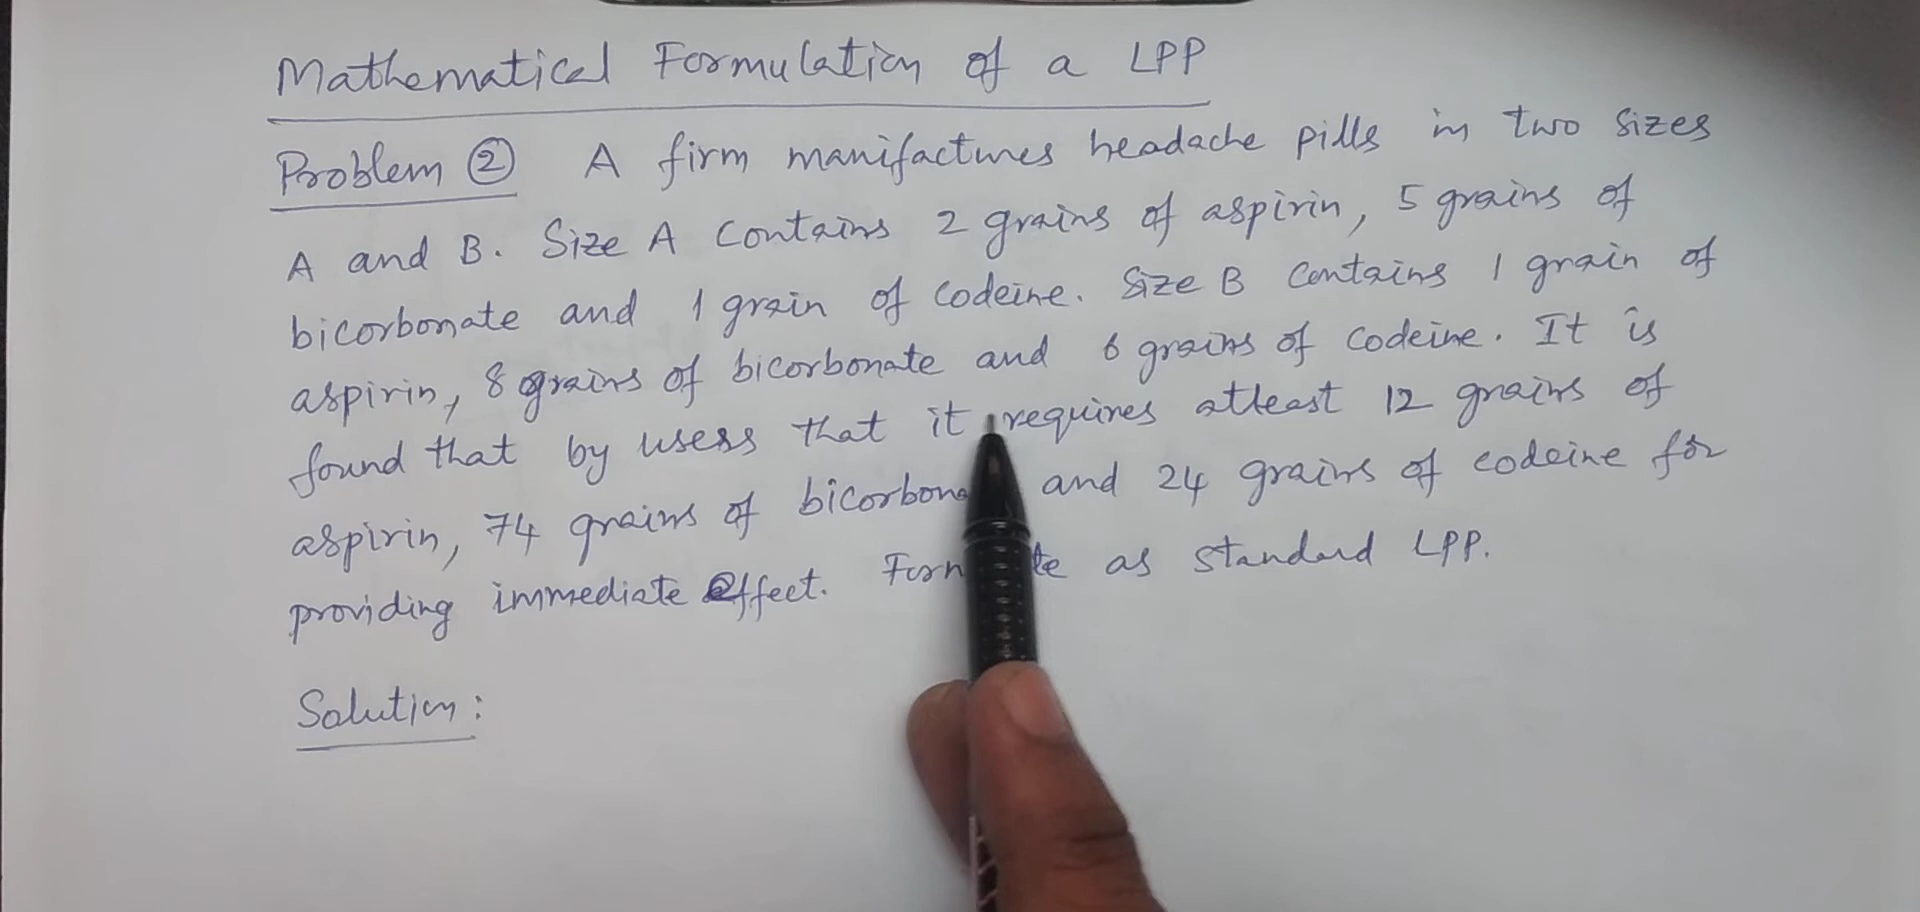 Mathematical Formulation of a LPP
Problem ② A firm manifactures headache pills in two sizes
A and B. Size A contains 2 grains of aspirin, 5 grains of
bicorbonate and 1 grain of codeine. Size B contains 1 grain of
aspirin, 8 grains of bicorbonate and 6 grains of codeine. It is
found that by usess that it requires atleast 12 grains of
aspirin, 74 grains of and 24 grains of codeine for
providing immediate effect. as standard LPP.
Solution: